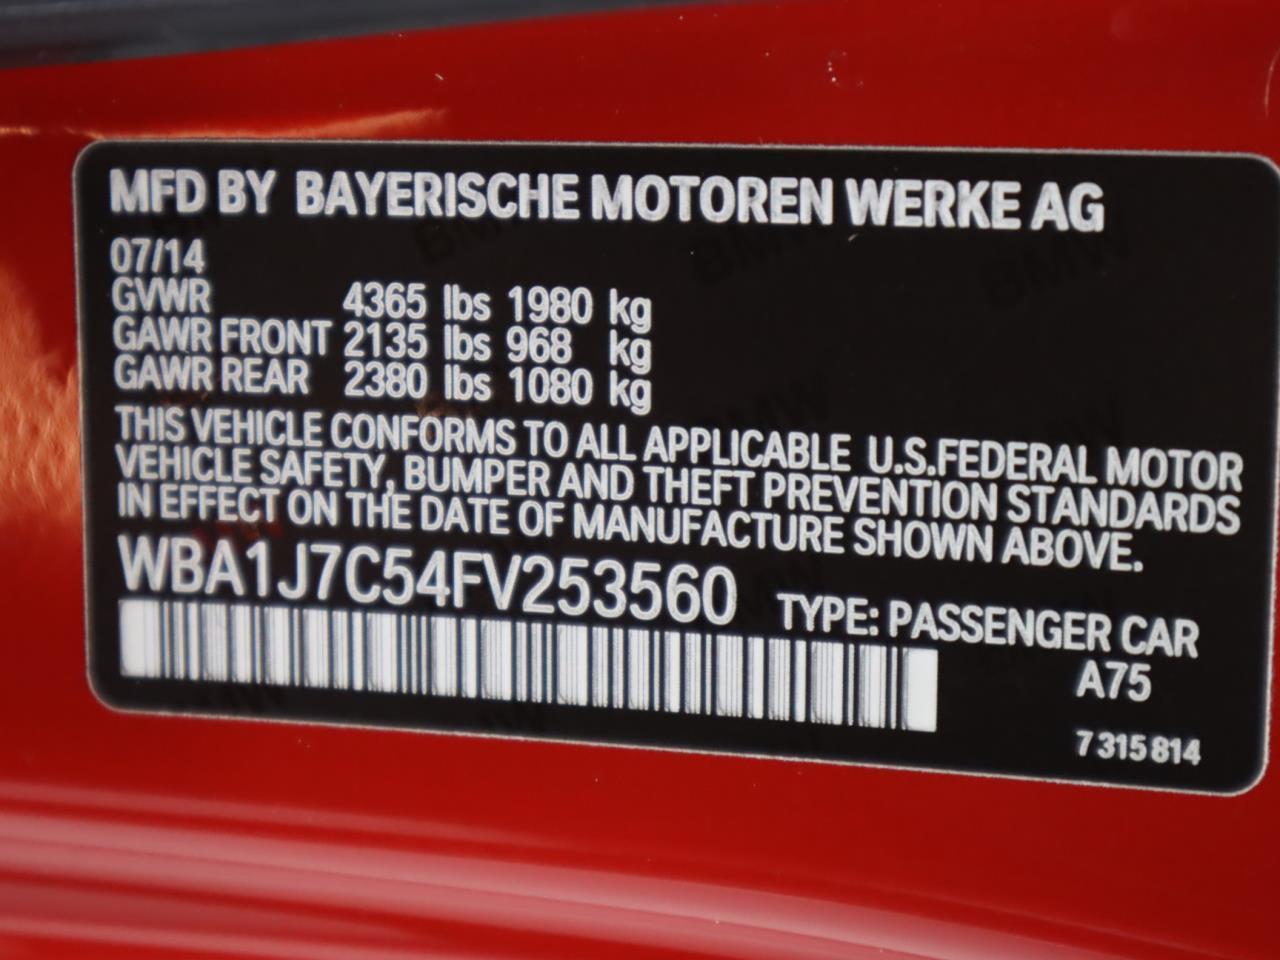 MFD BY BAYERISCHE MOTOREN WERKE AG
07/14
GVWR 4365 lbs 1980 kg
GAWR FRONT 2135 lbs 968 kg
GAWR REAR 2380 lbs 1080 kg
THIS VEHICLE CONFORMS TO ALL APPLICABLE U.S.FEDERAL MOTOR
VEHICLE SAFETY, BUMPER AND THEFT PREVENTION STANDARDS
IN EFFECT ON THE DATE OF MANUFACTURE SHOWN ABOVE.
WBA1J7C54FV253560 TYPE: PASSENGER CAR
A75
7 315 814